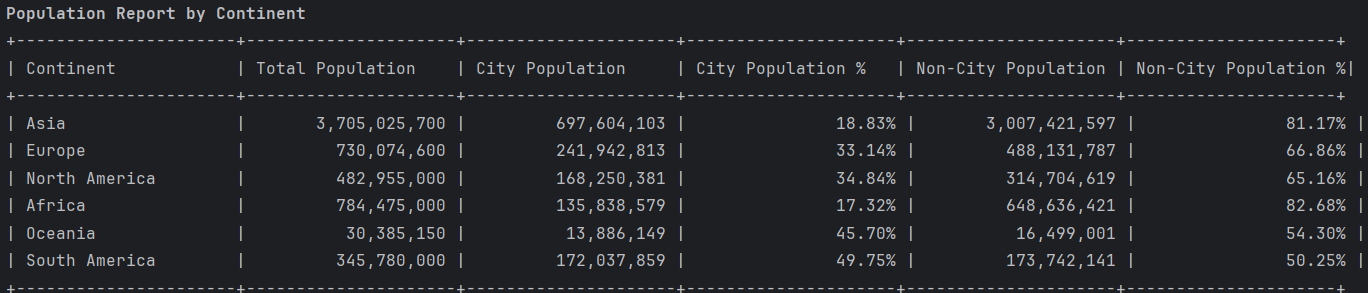 Population Report by Continent
+----------------------+----------------------+---------------------+---------------------+---------------------+---------------------+
| Continent            | Total Population    | City Population     | City Population %   | Non-City Population | Non-City Population %|
+----------------------+----------------------+---------------------+---------------------+---------------------+---------------------+
| Asia                 |       3,705,025,700 |         697,604,103 |               18.83% |       3,007,421,597 |               81.17% |
| Europe               |         730,074,600 |         241,942,813 |               33.14% |         488,131,787 |               66.86% |
| North America        |         482,955,000 |         168,250,381 |               34.84% |         314,704,619 |               65.16% |
| Africa               |         784,475,000 |         135,838,579 |               17.32% |         648,636,421 |               82.68% |
| Oceania              |          30,385,150 |          13,886,149 |               45.70% |          16,499,001 |               54.30% |
| South America        |         345,780,000 |         172,037,859 |               49.75% |         173,742,141 |               50.25% |
+----------------------+----------------------+---------------------+---------------------+---------------------+---------------------+